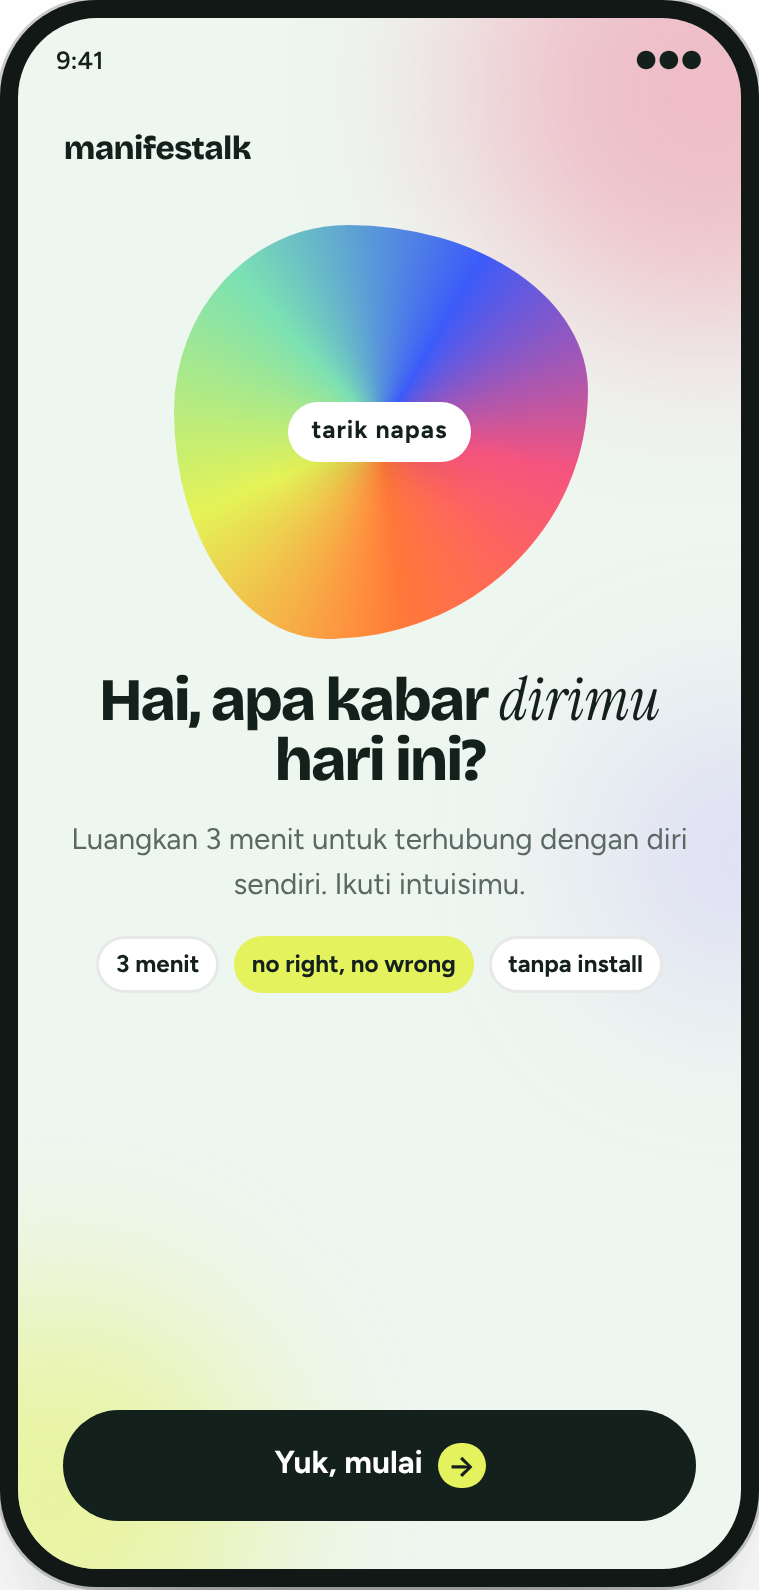 9:41
manifestalk
tarik napas
Hai, apa kabar dirimu
hari ini?
Luangkan 3 menit untuk terhubung dengan diri
sendiri. Ikuti intuisimu.
3 menit no right, no wrong tanpa install
Yuk, mulai →